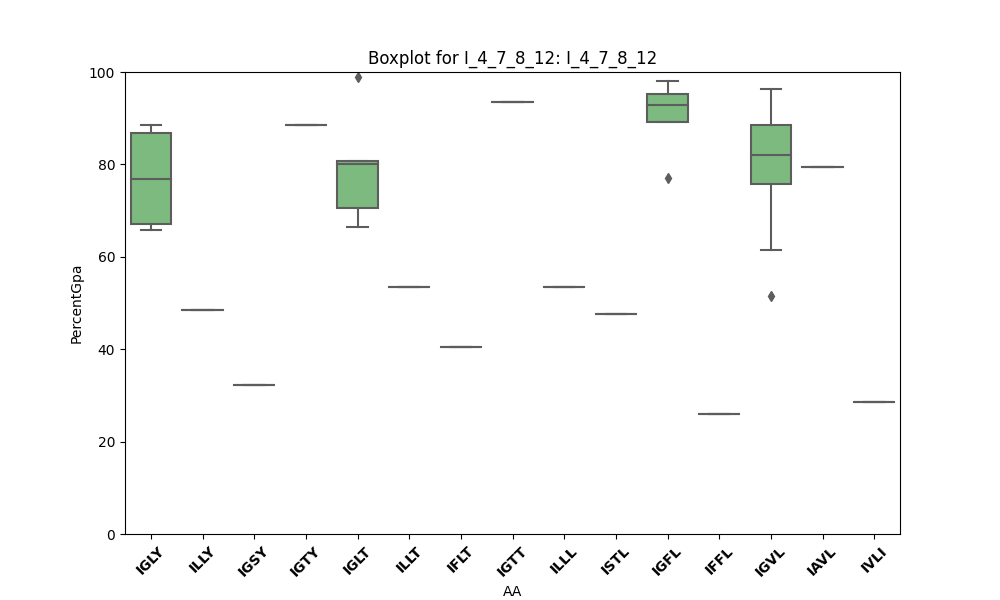 Boxplot for I_4_7_8_12: I_4_7_8_12
100
80
60
40
20
0
PercentGpa
IGLY ILLY IGSY IGTY IGLT ILLT IFLT IGTT ILLL ISTL IGFL IFFL IGVL IAVL IVLI
AA